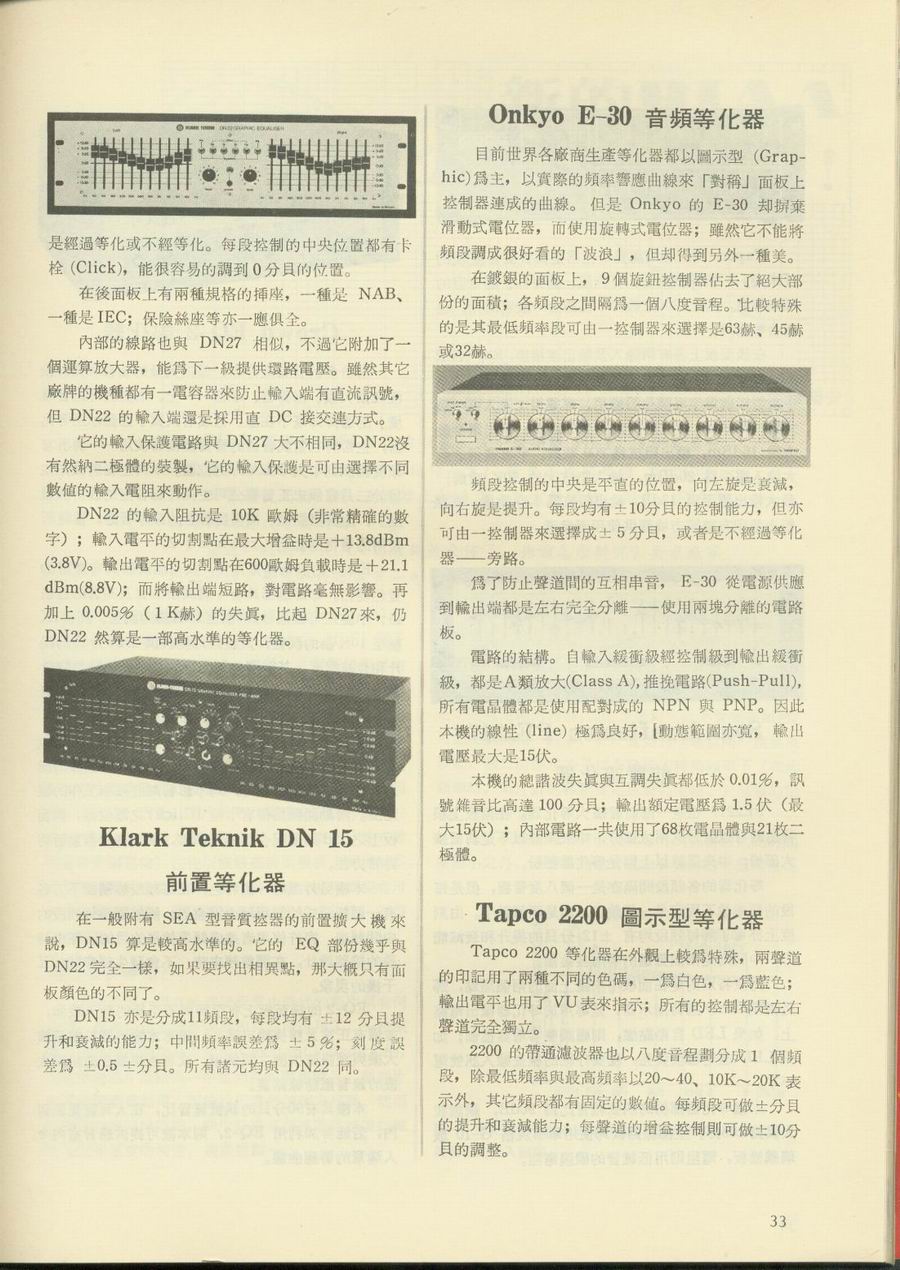 KLARK TEKNIK DN22 GRAPHIC EQUALISER
是經過等化或不經等化。每段控制的中央位置都有卡
栓 (Click)，能很容易的調到 0 分貝的位置。
在後面板上有兩種規格的揷座，一種是 NAB、
一種是 IEC；保險絲座等亦一應俱全。
內部的線路也與 DN27 相似，不過它附加了一
個運算放大器，能爲下一級提供環路電壓。雖然其它
廠牌的機種都有一電容器來防止輸入端有直流訊號，
但 DN22 的輸入端還是採用直 DC 接交連方式。
它的輸入保護電路與 DN27 大不相同，DN22沒
有然納二極體的裝製，它的輸入保護是可由選擇不同
數値的輸入電阻來動作。
DN22 的輸入阻抗是 10K 歐姆 (非常精確的數
字)；輸入電平的切割點在最大增益時是＋13.8dBm
(3.8V)。輸出電平的切割點在600歐姆負載時是＋21.1
dBm(8.8V)；而將輸出端短路，對電路毫無影響。再
加上 0.005% (1K赫) 的失眞，比起 DN27來，仍
DN22 然算是一部高水準的等化器。
Klark Teknik DN 15
前置等化器
在一般附有 SEA 型音質控器的前置擴大機來
說，DN15 算是較高水準的。它的 EQ 部份幾乎與
DN22 完全一樣，如果要找出相異點，那大概只有面
板顏色的不同了。
DN15 亦是分成11頻段，每段均有 ±12 分貝提
升和衰減的能力；中間頻率誤差爲 ±5%；刻度誤
差爲 ±0.5 ±分貝。所有諸元均與 DN22 同。
Onkyo E-30 音頻等化器
目前世界各廠商生產等化器都以圖示型 (Grap-
hic) 爲主，以實際的頻率響應曲線來「對稱」面板上
控制器連成的曲線。但是 Onkyo 的 E-30 却摒棄
滑動式電位器，而使用旋轉式電位器；雖然它不能將
頻段調成很好看的「波浪」，但却得到另外一種美。
在鍍銀的面板上，9 個旋鈕控制器佔去了絕大部
份的面積；各頻段之間隔爲一個八度音程。比較特殊
的是其最低頻率段可由一控制器來選擇是63赫、45赫
或32赫。
頻段控制的中央是平直的位置，向左旋是衰減，
向右旋是提升。每段均有±10分貝的控制能力，但亦
可由一控制器來選擇成± 5 分貝，或者是不經過等化
器——旁路。
爲了防止聲道間的互相串音，E-30 從電源供應
到輸出端都是左右完全分離——使用兩塊分離的電路
板。
電路的結構。自輸入緩衝級經控制級到輸出緩衝
級，都是A類放大(Class A)，推挽電路(Push-Pull)，
所有電晶體都是使用配對成的 NPN 與 PNP。因此
本機的線性 (line) 極爲良好，動態範圍亦寬，輸出
電壓最大是15伏。
本機的總諧波失眞與互調失眞都低於 0.01%，訊
號雜音比高達 100 分貝；輸出額定電壓爲 1.5 伏 (最
大15伏)；內部電路一共使用了68枚電晶體與21枚二
極體。
Tapco 2200 圖示型等化器
Tapco 2200 等化器在外觀上較爲特殊，兩聲道
的印記用了兩種不同的色碼，一爲白色，一爲藍色；
輸出電平也用了 VU 表來指示；所有的控制都是左右
聲道完全獨立。
2200 的帶通濾波器也以八度音程劃分成 1 個頻
段，除最低頻率與最高頻率以20～40、10K～20K 表
示外，其它頻段都有固定的數値。每頻段可做±分貝
的提升和衰減能力；每聲道的增益控制則可做±10分
貝的調整。
33